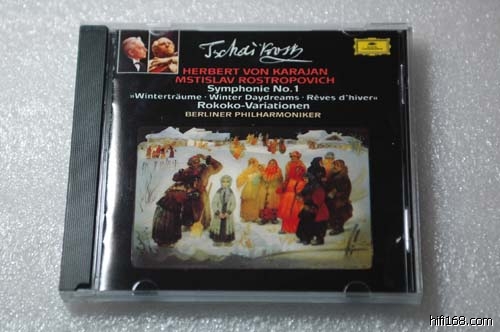 Tschaikowsky
HERBERT VON KARAJAN
MSTISLAV ROSTROPOVICH
Symphonie No.1
»Winterträume · Winter Daydreams · Rêves d'hiver«
Rokoko-Variationen
BERLINER PHILHARMONIKER
hifi168.com